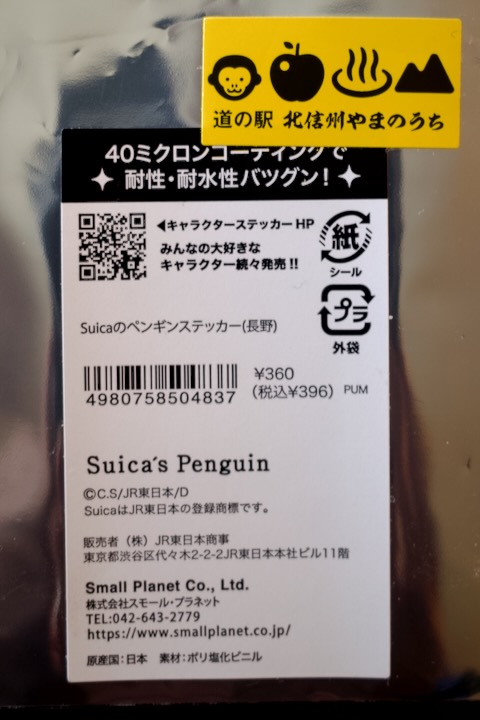 道の駅 北信州やまのうち
40ミクロンコーティングで
耐性・耐水性バツグン!
◀キャラクターステッカーHP
みんなの大好きな
キャラクター続々発売!!
紙
シール
プラ
外袋
Suicaのペンギンステッカー(長野)
¥360
(税込¥396) PUM
4980758504837
Suica's Penguin
©C.S/JR東日本/D
SuicaはJR東日本の登録商標です。
販売者(株)JR東日本商事
東京都渋谷区代々木2-2-2JR東日本本社ビル11階
Small Planet Co., Ltd.
株式会社スモール・プラネット
TEL:042-643-2779
https://www.smallplanet.co.jp/
原産国:日本 素材:ポリ塩化ビニル